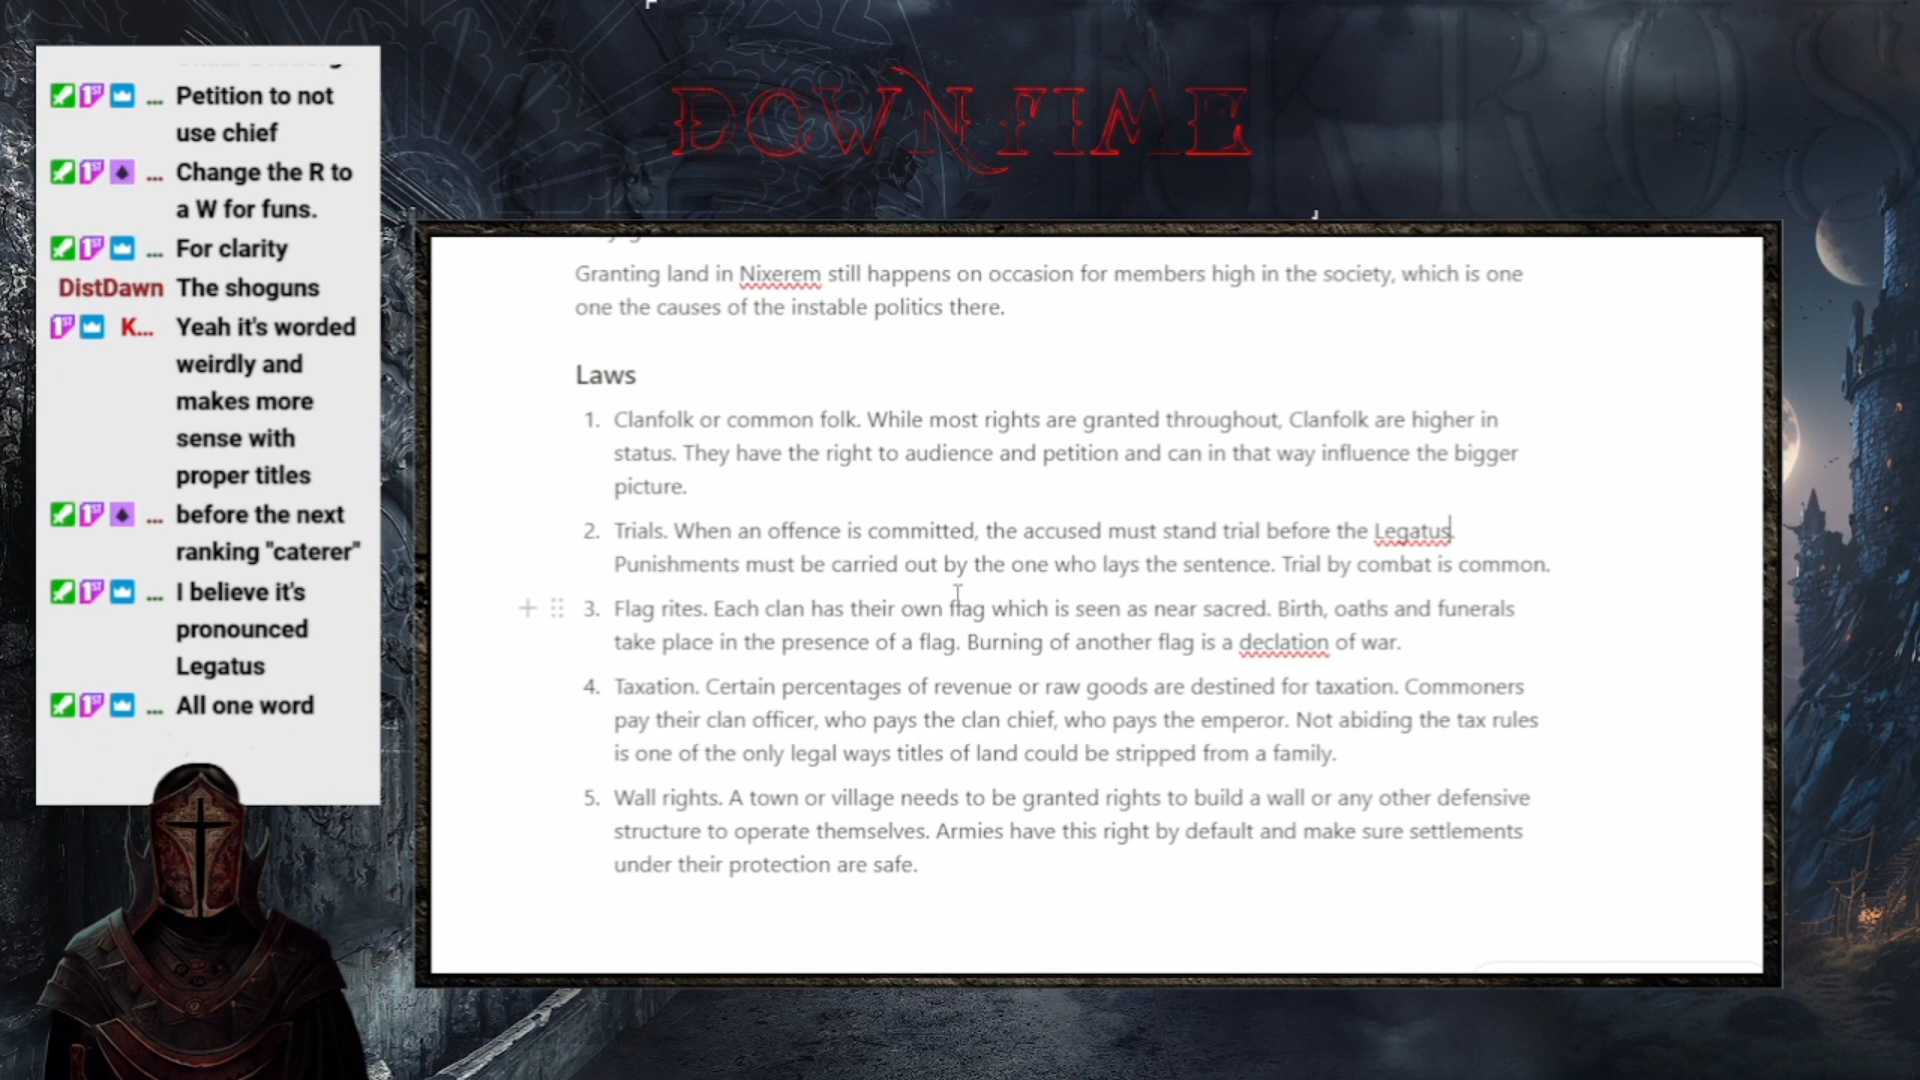 DOWNTIME
Petition to not
use chief
Change the R to
a W for funs.
For clarity
DistDawn The shoguns
K... Yeah it's worded
weirdly and
makes more
sense with
proper titles
before the next
ranking "caterer"
I believe it's
pronounced
Legatus
All one word
Granting land in Nixerem still happens on occasion for members high in the society, which is one
one the causes of the instable politics there.
Laws
1. Clanfolk or common folk. While most rights are granted throughout, Clanfolk are higher in
status. They have the right to audience and petition and can in that way influence the bigger
picture.
2. Trials. When an offence is committed, the accused must stand trial before the Legatus.
Punishments must be carried out by the one who lays the sentence. Trial by combat is common.
3. Flag rites. Each clan has their own flag which is seen as near sacred. Birth, oaths and funerals
take place in the presence of a flag. Burning of another flag is a declation of war.
4. Taxation. Certain percentages of revenue or raw goods are destined for taxation. Commoners
pay their clan officer, who pays the clan chief, who pays the emperor. Not abiding the tax rules
is one of the only legal ways titles of land could be stripped from a family.
5. Wall rights. A town or village needs to be granted rights to build a wall or any other defensive
structure to operate themselves. Armies have this right by default and make sure settlements
under their protection are safe.